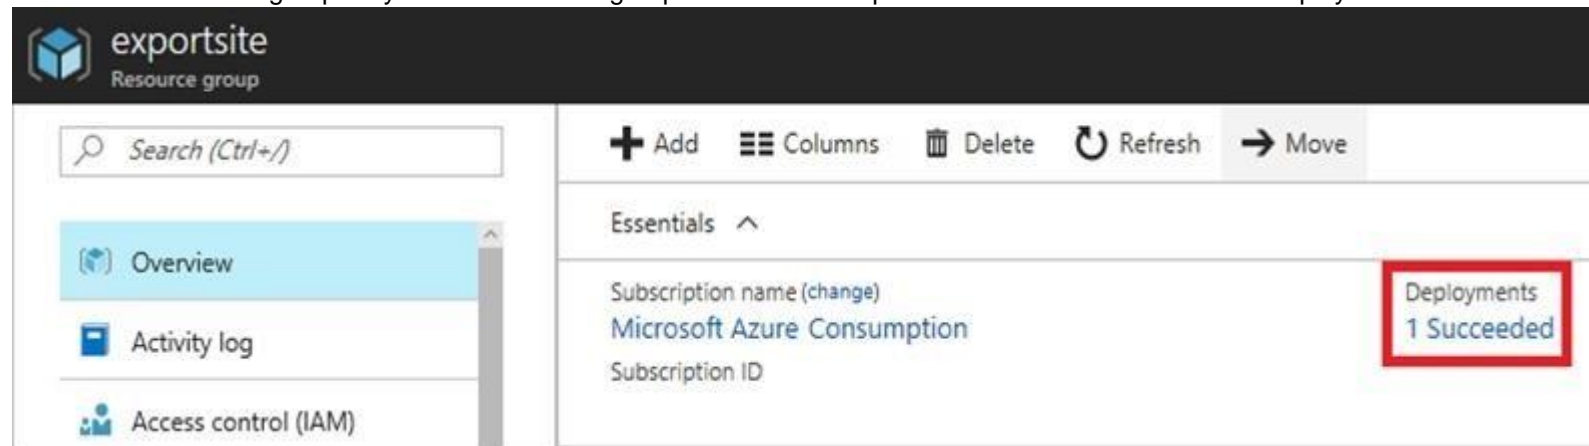 exportsite
Resource group
Search (Ctrl+/)
Overview
Activity log
Access control (IAM)
Add Columns Delete Refresh Move
Essentials
Subscription name (change)
Microsoft Azure Consumption
Subscription ID
Deployments
1 Succeeded